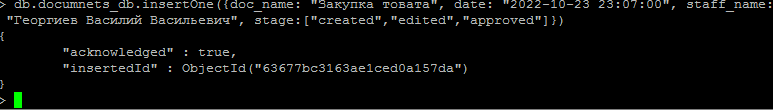 > db.documnets_db.insertOne({doc_name: "Закупка товата", date: "2022-10-23 23:07:00", staff_name:
"Георгиев Василий Васильевич", stage:["created","edited","approved"]})
{
"acknowledged" : true,
"insertedId" : ObjectId("63677bc3163ae1ced0a157da")
}
>